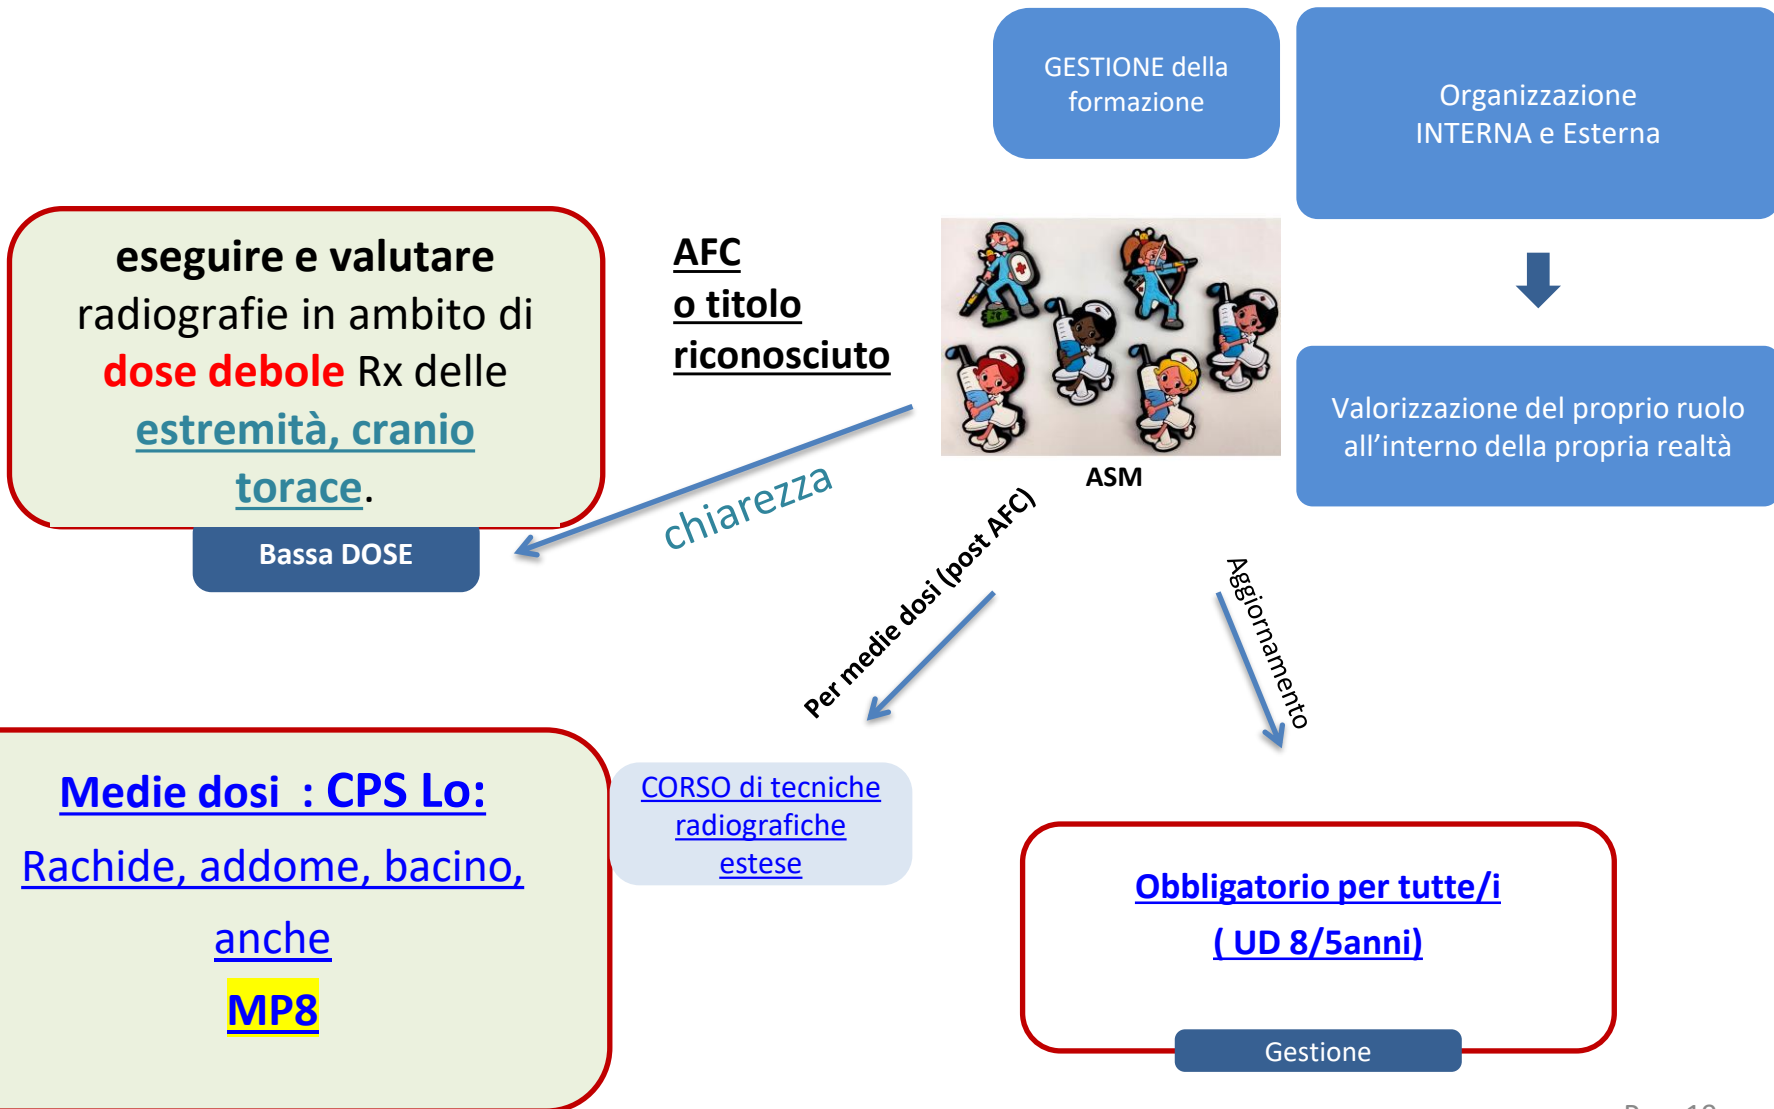 GESTIONE della
formazione
Organizzazione
INTERNA e Esterna
eseguire e valutare
radiografie in ambito di
dose debole Rx delle
estremità, cranio
torace.
Bassa DOSE
AFC
o titolo
riconosciuto
ASM
Valorizzazione del proprio ruolo
all’interno della propria realtà
chiarezza
Per medie dosi (post AFC)
Aggiornamento
Medie dosi : CPS Lo:
Rachide, addome, bacino,
anche
MP8
CORSO di tecniche
radiografiche
estese
Obbligatorio per tutte/i
( UD 8/5anni)
Gestione